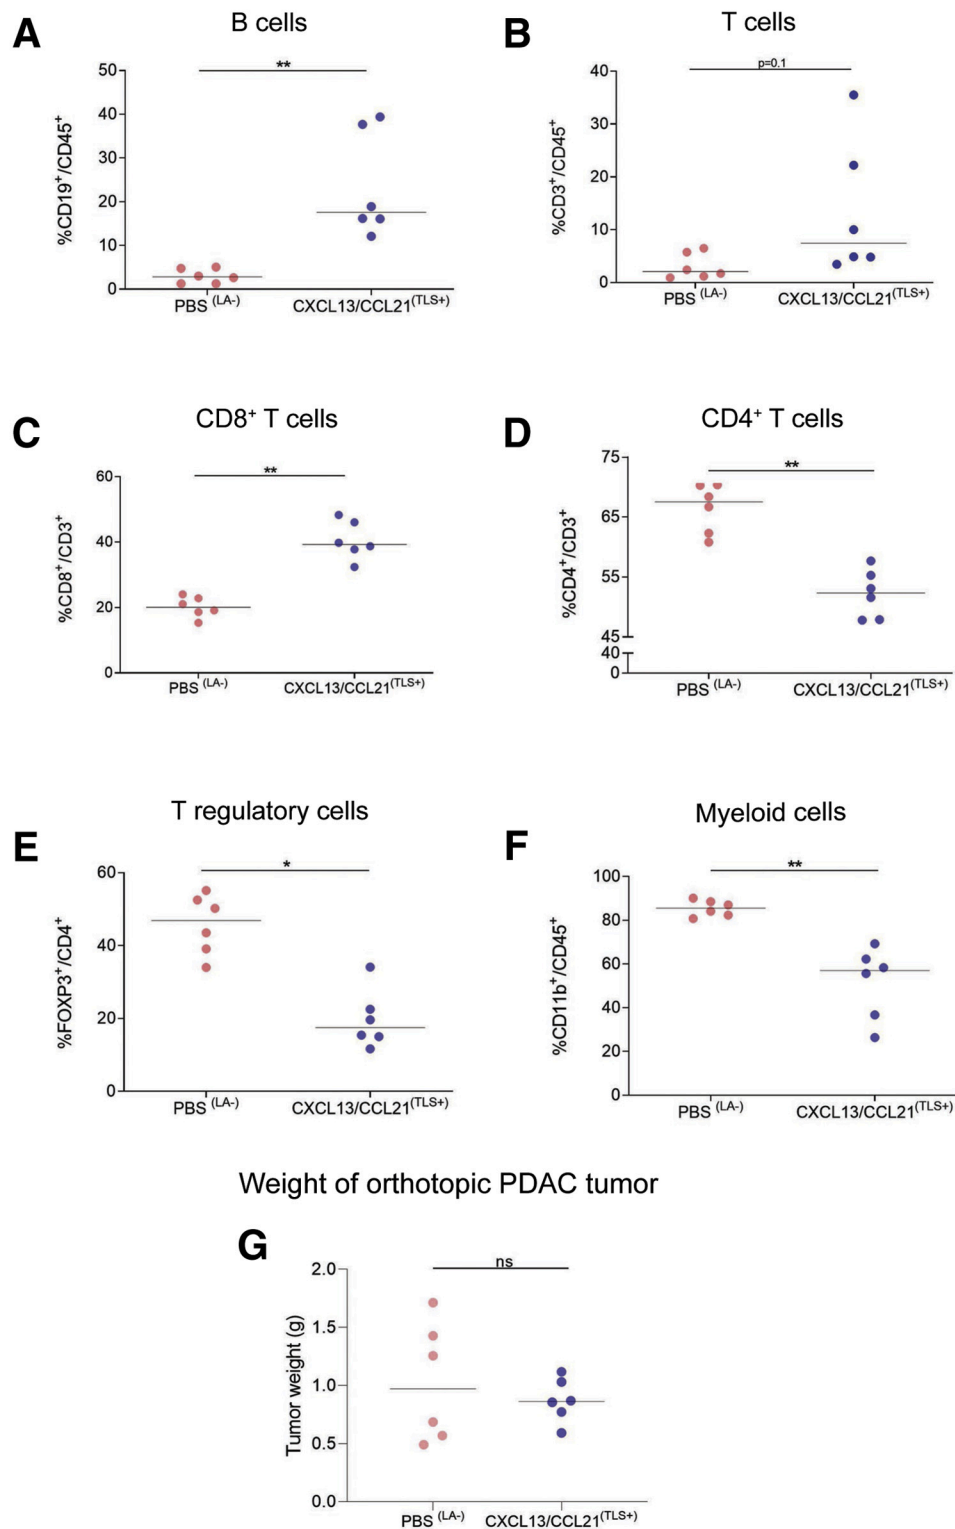 A
B cells
%CD19⁺/CD45⁺
50
40
30
20
10
0
**
PBS (LA-)
CXCL13/CCL21(TLS+)
B
T cells
%CD3⁺/CD45⁺
40
30
20
10
0
p=0.1
PBS (LA-)
CXCL13/CCL21(TLS+)
C
CD8⁺ T cells
%CD8⁺/CD3⁺
60
40
20
0
**
PBS (LA-)
CXCL13/CCL21(TLS+)
D
CD4⁺ T cells
%CD4⁺/CD3⁺
75
65
55
45
40
0
**
PBS (LA-)
CXCL13/CCL21(TLS+)
E
T regulatory cells
%FOXP3⁺/CD4⁺
60
40
20
0
*
PBS (LA-)
CXCL13/CCL21(TLS+)
F
Myeloid cells
%CD11b⁺/CD45⁺
100
80
60
40
20
0
**
PBS (LA-)
CXCL13/CCL21(TLS+)
Weight of orthotopic PDAC tumor
G
Tumor weight (g)
2.0
1.5
1.0
0.5
0.0
ns
PBS (LA-)
CXCL13/CCL21(TLS+)